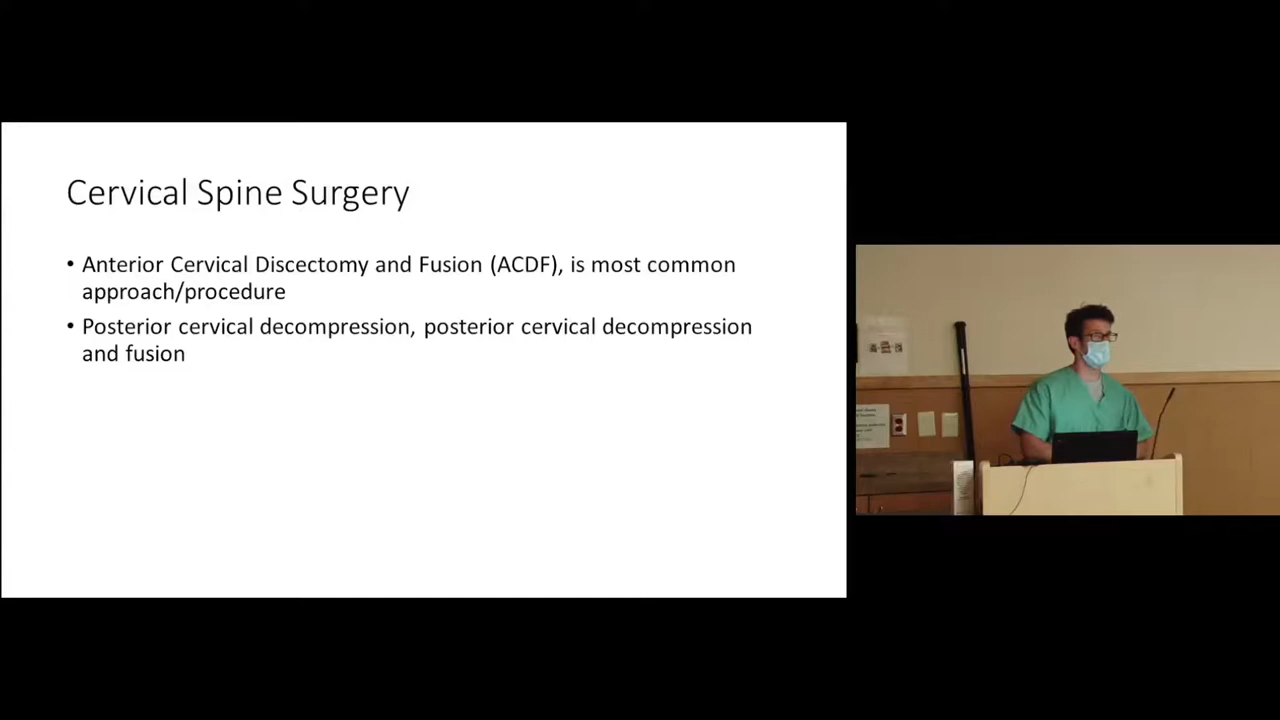 Cervical Spine Surgery
• Anterior Cervical Discectomy and Fusion (ACDF), is most common
approach/procedure
• Posterior cervical decompression, posterior cervical decompression
and fusion